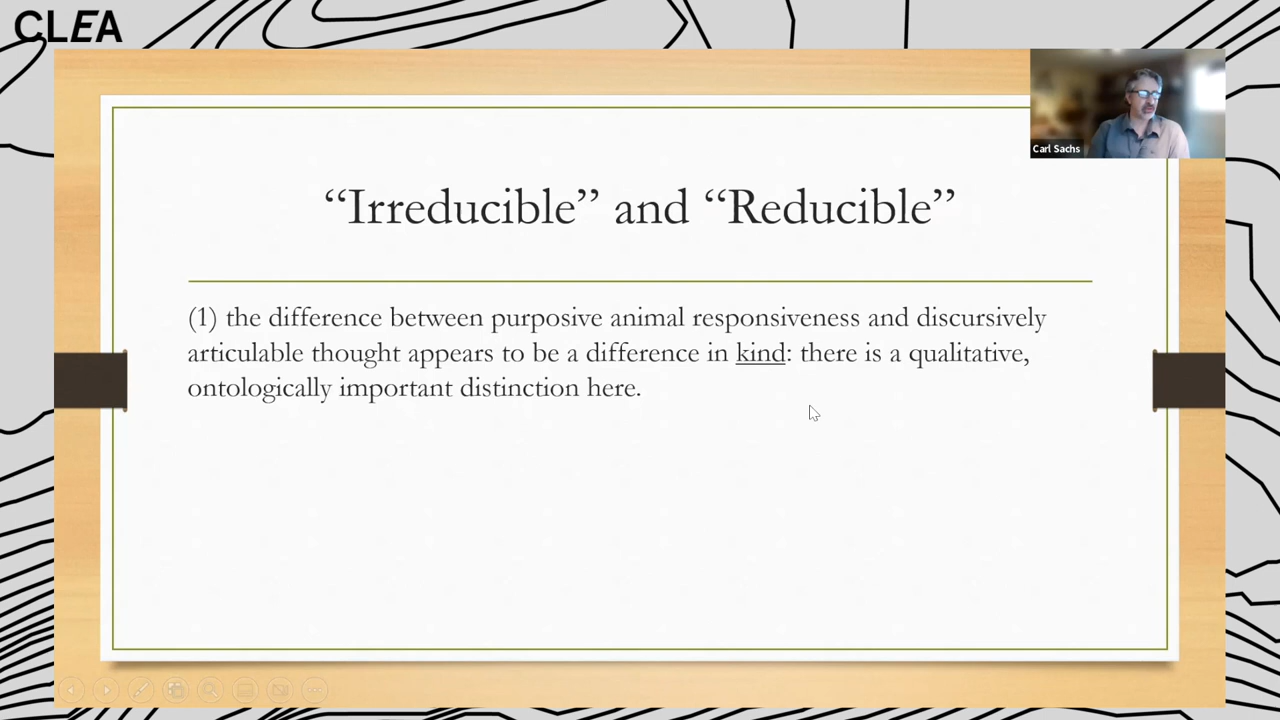 CLEA
Carl Sachs
“Irreducible” and “Reducible”
(1) the difference between purposive animal responsiveness and discursively
articulable thought appears to be a difference in kind: there is a qualitative,
ontologically important distinction here.